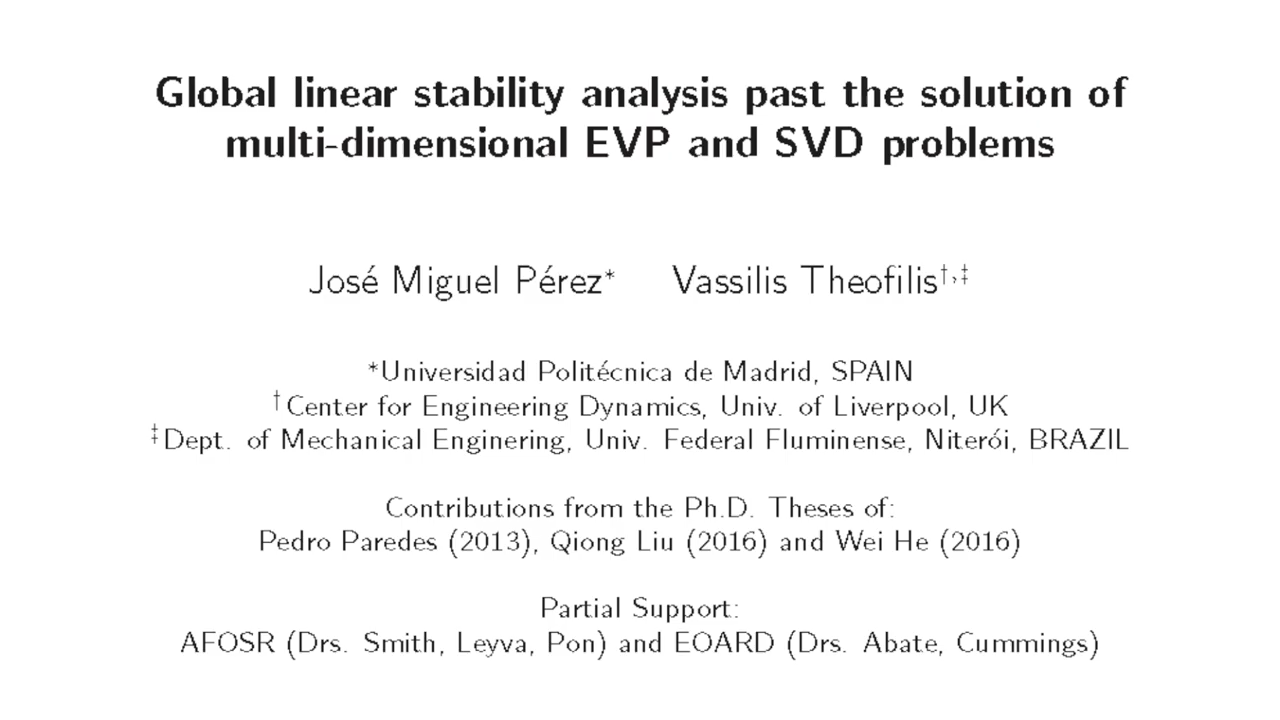 Global linear stability analysis past the solution of
multi-dimensional EVP and SVD problems
José Miguel Pérez* Vassilis Theofilis†,‡
*Universidad Politécnica de Madrid, SPAIN
†Center for Engineering Dynamics, Univ. of Liverpool, UK
‡Dept. of Mechanical Enginering, Univ. Federal Fluminense, Niterói, BRAZIL
Contributions from the Ph.D. Theses of:
Pedro Paredes (2013), Qiong Liu (2016) and Wei He (2016)
Partial Support:
AFOSR (Drs. Smith, Leyva, Pon) and EOARD (Drs. Abate, Cummings)